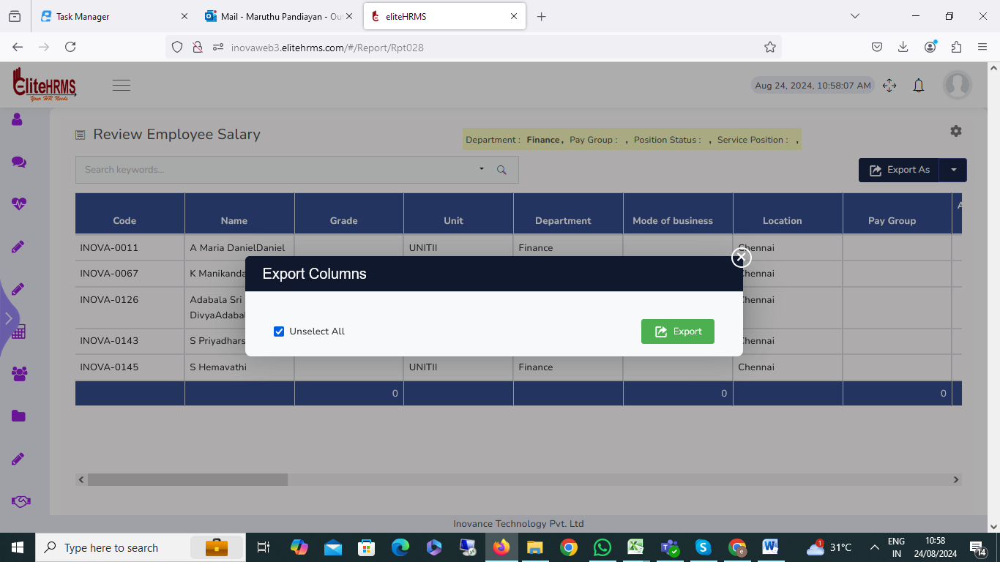 Task Manager
Mail - Maruthu Pandiayan - Out
eliteHRMS
inovaweb3.elitehrms.com/#/Report/Rpt028
EliteHRMS
Your HR Needs
Aug 24, 2024, 10:58:07 AM
Review Employee Salary
Department : Finance , Pay Group : , Position Status : , Service Position : ,
Search keywords...
Export As
Code Name Grade Unit Department Mode of business Location Pay Group A
INOVA-0011 A Maria DanielDaniel UNITII Finance Chennai
INOVA-0067 K Manikanda Chennai
INOVA-0126 Adabala Sri Chennai
DivyaAdabal
INOVA-0143 S Priyadhars Chennai
INOVA-0145 S Hemavathi UNITII Finance Chennai
0 0 0
Export Columns
Unselect All
Export
Inovance Technology Pvt. Ltd
Type here to search
1
31°C
ENG
IN
10:58
24/08/2024
14